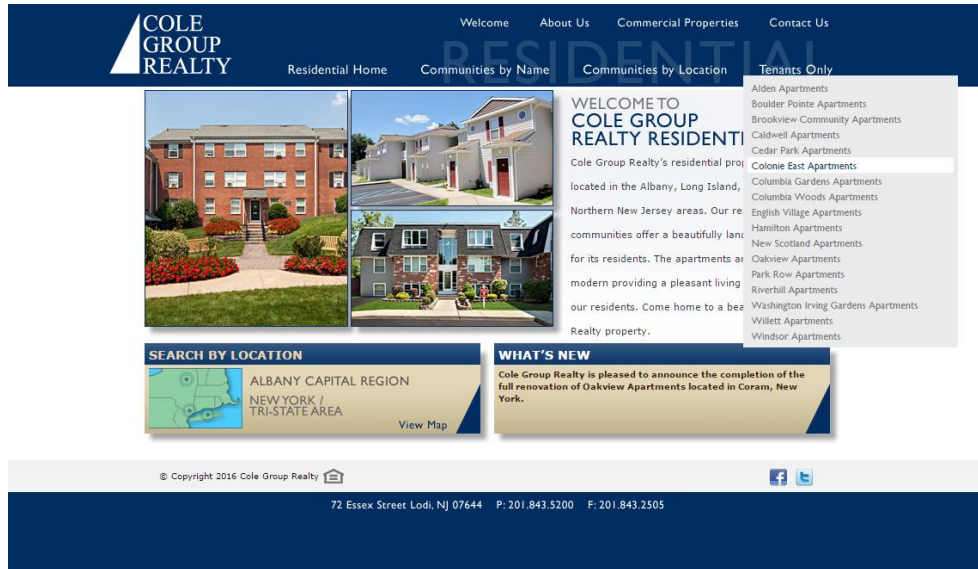 COLE
GROUP
REALTY
Welcome About Us Commercial Properties Contact Us
RESIDENTIAL
Residential Home Communities by Name Communities by Location Tenants Only
Alden Apartments
Boulder Pointe Apartments
Brookview Community Apartments
Caldwell Apartments
Cedar Park Apartments
Colonie East Apartments
Columbia Gardens Apartments
Columbia Woods Apartments
English Village Apartments
Hamilton Apartments
New Scotland Apartments
Oakview Apartments
Park Row Apartments
Riverhill Apartments
Washington Irving Gardens Apartments
Willett Apartments
Windsor Apartments
WELCOME TO
COLE GROUP
REALTY RESIDENTI
Cole Group Realty's residential prop
located in the Albany, Long Island,
Northern New Jersey areas. Our re
communities offer a beautifully land
for its residents. The apartments ar
modern providing a pleasant living
our residents. Come home to a bea
Realty property.
SEARCH BY LOCATION
ALBANY CAPITAL REGION
NEW YORK /
TRI-STATE AREA
View Map
WHAT'S NEW
Cole Group Realty is pleased to announce the completion of the
full renovation of Oakview Apartments located in Coram, New
York.
© Copyright 2016 Cole Group Realty
72 Essex Street Lodi, NJ 07644 P: 201.843.5200 F: 201.843.2505